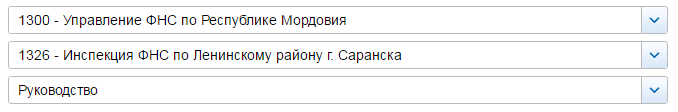 1300 - Управление ФНС по Республике Мордовия
1326 - Инспекция ФНС по Ленинскому району г. Саранска
Руководство